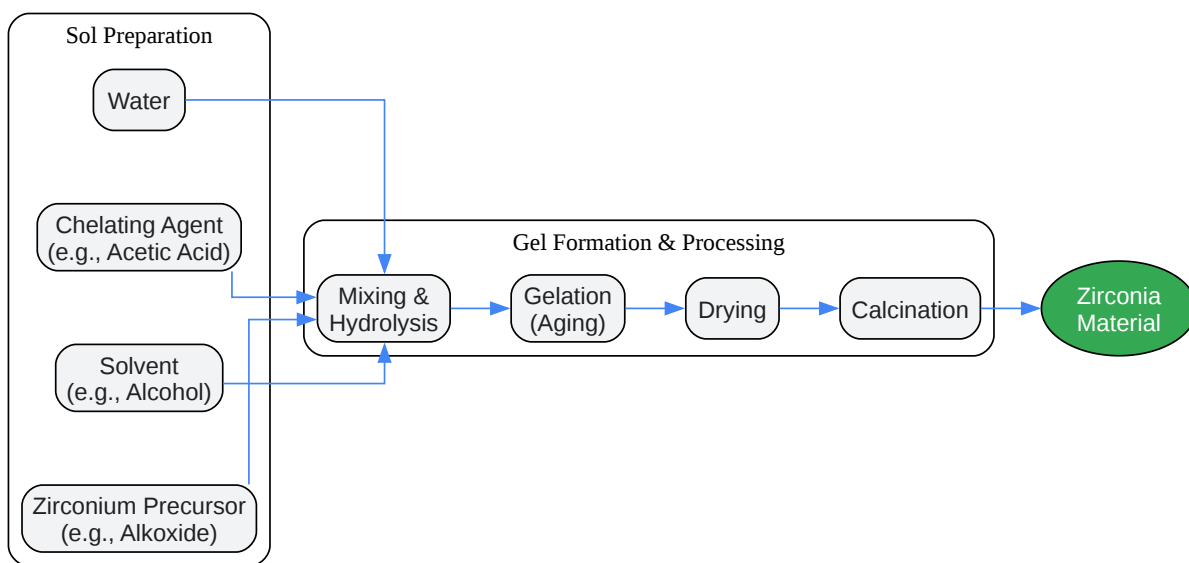 Sol Preparation
Water
Chelating Agent
(e.g., Acetic Acid)
Solvent
(e.g., Alcohol)
Zirconium Precursor
(e.g., Alkoxide)
Gel Formation & Processing
Mixing &
Hydrolysis
Gelation
(Aging)
Drying
Calcination
Zirconia
Material